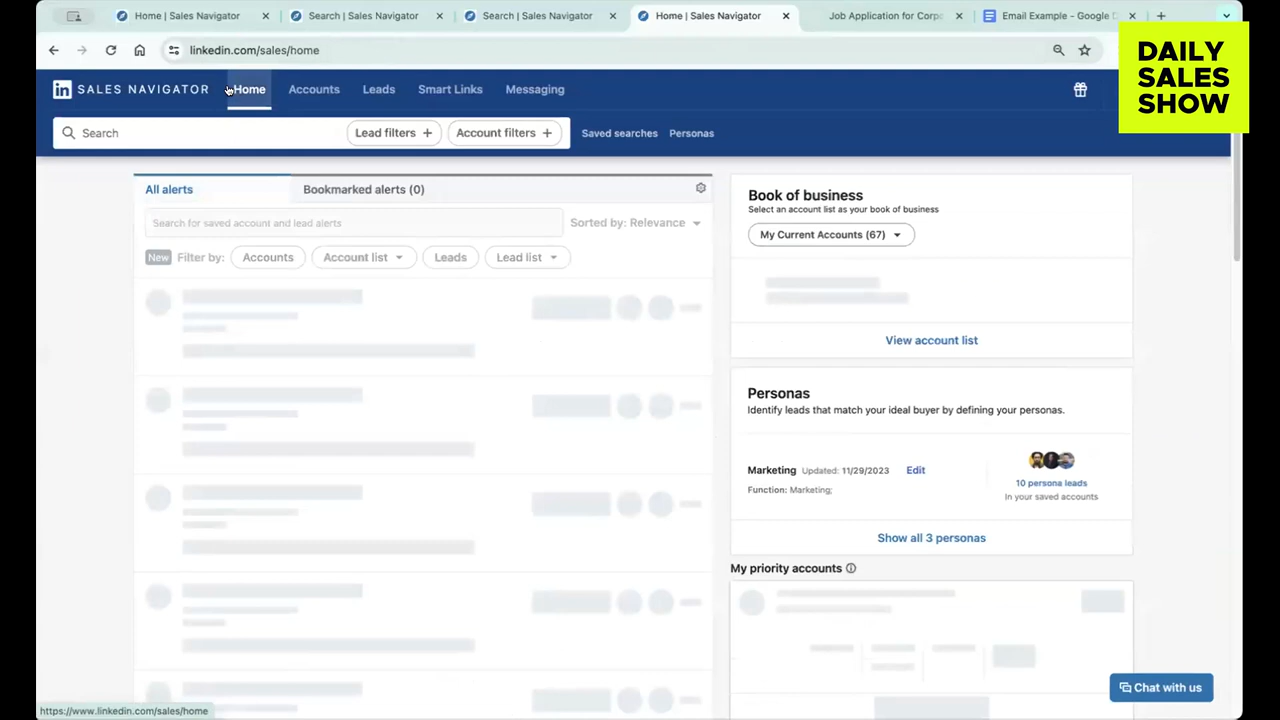 Home | Sales Navigator
Search | Sales Navigator
Search | Sales Navigator
Home | Sales Navigator
Job Application for Corpo
Email Example - Google D
linkedin.com/sales/home
DAILY
SALES
SHOW
in SALES NAVIGATOR
Home
Accounts
Leads
Smart Links
Messaging
Search
Lead filters +
Account filters +
Saved searches
Personas
All alerts
Bookmarked alerts (0)
Search for saved account and lead alerts
Sorted by: Relevance
New
Filter by:
Accounts
Account list
Leads
Lead list
Book of business
Select an account list as your book of business
My Current Accounts (67)
View account list
Personas
Identify leads that match your ideal buyer by defining your personas.
Marketing Updated: 11/29/2023 Edit
Function: Marketing;
10 persona leads
in your saved accounts
Show all 3 personas
My priority accounts
Chat with us
https://www.linkedin.com/sales/home